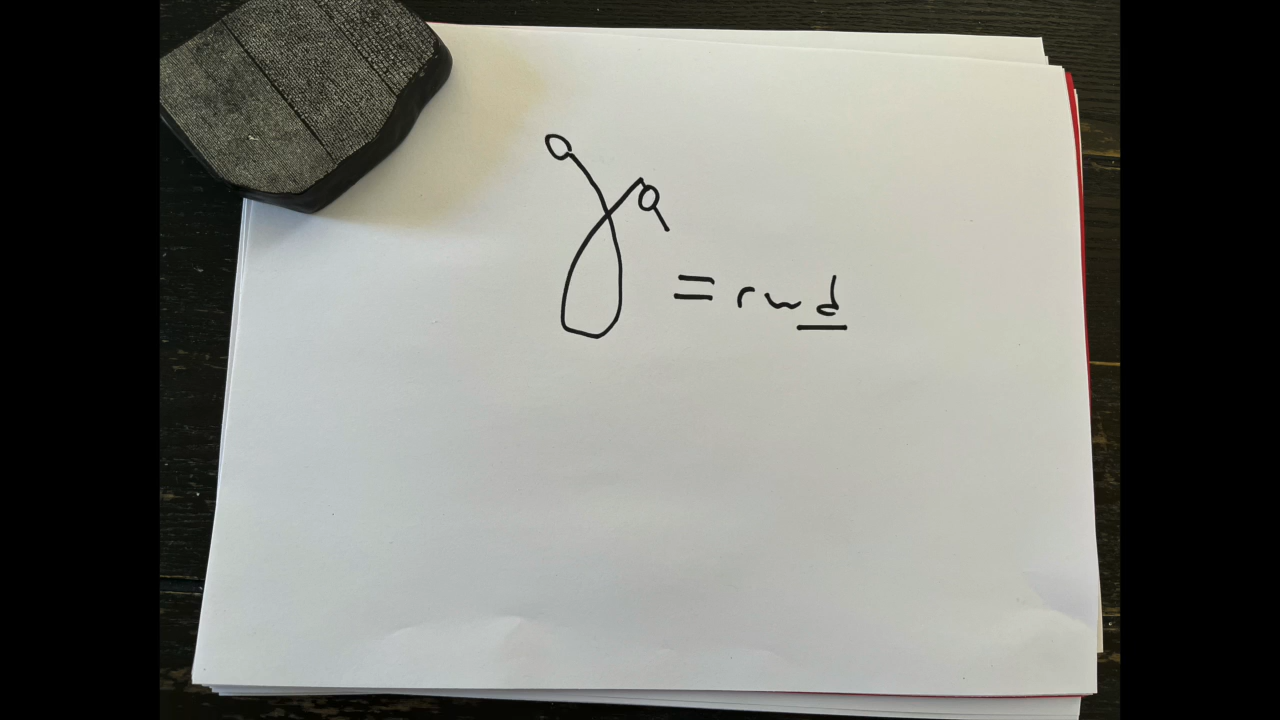 = rwd